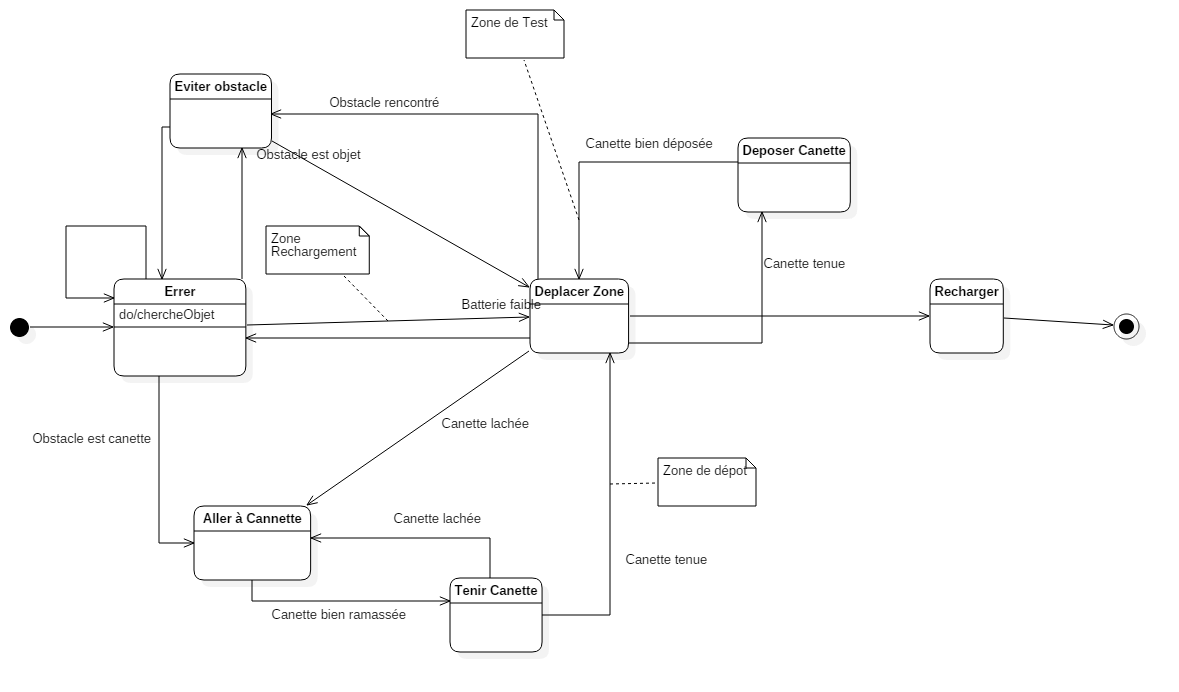 Zone de Test
Eviter obstacle
Obstacle rencontré
Canette bien déposée
Deposer Canette
Obstacle est objet
Zone
Rechargement
Canette tenue
Errer
do/chercheObjet
Batterie faible
Deplacer Zone
Recharger
Canette lachée
Obstacle est canette
Zone de dépot
Aller à Cannette
Canette lachée
Canette tenue
Tenir Canette
Canette bien ramassée